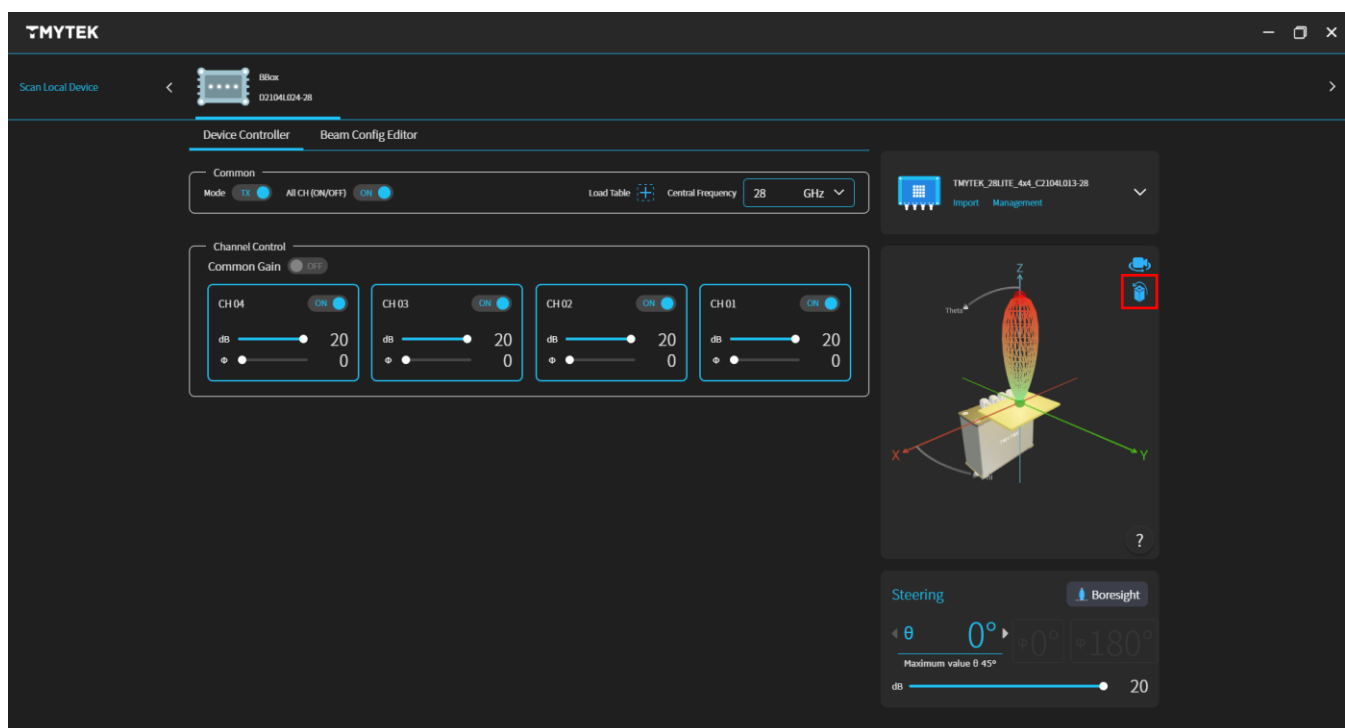 TMYTEK
Scan Local Device
BBox
D2104L024-28
Device Controller Beam Config Editor
Common
Mode TX All CH (ON/OFF) ON Load Table Central Frequency 28 GHz
TMYTEK_28LITE_4x4_C2104L013-28
Import Management
Channel Control
Common Gain OFF
CH 04 ON CH 03 ON CH 02 ON CH 01 ON
dB 20 dB 20 dB 20 dB 20
Φ 0 Φ 0 Φ 0 Φ 0
Z
Theta
X Y
?
Steering Boresight
θ 0° Φ 0° Φ 180°
Maximum value θ 45°
dB 20